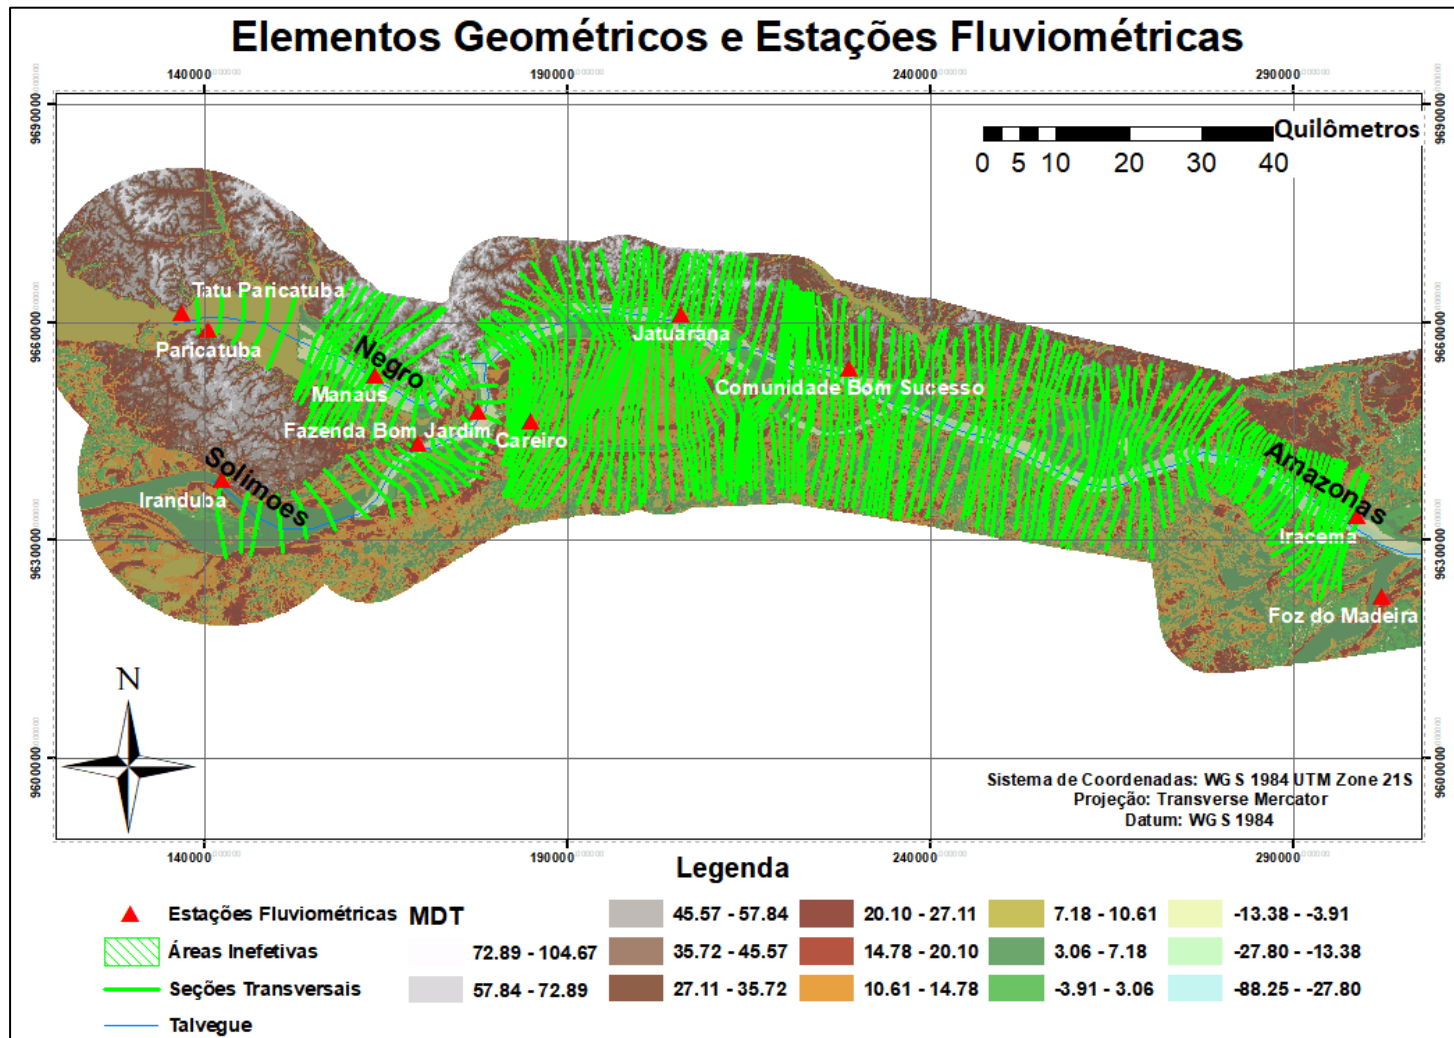 Elementos Geométricos e Estações Fluviométricas
140000 190000 240000 290000
9690000 9690000
Quilômetros
0 5 10 20 30 40
Tatu Paricatuba
9660000 9660000
Paricatuba
Negro
Jatuarana
Manaus
Comunidade Bom Sucesso
Fazenda Bom Jardim
Careiro
Solimoes
Amazonas
Iranduba
Iracema
9630000 9630000
Foz do Madeira
N
9600000 9600000
Sistema de Coordenadas: WGS 1984 UTM Zone 21S
Projeção: Transverse Mercator
Datum: WGS 1984
140000 190000 240000 290000
Legenda
Estações Fluviométricas
Áreas Inefetivas
Seções Transversais
Talvegue
MDT
72.89 - 104.67
57.84 - 72.89
45.57 - 57.84
35.72 - 45.57
27.11 - 35.72
20.10 - 27.11
14.78 - 20.10
10.61 - 14.78
7.18 - 10.61
3.06 - 7.18
-3.91 - 3.06
-13.38 - -3.91
-27.80 - -13.38
-88.25 - -27.80